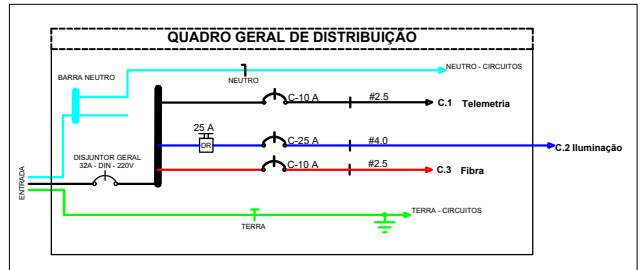 QUADRO GERAL DE DISTRIBUIÇÃO
BARRA NEUTRO
NEUTRO
NEUTRO - CIRCUITOS
C-10 A
#2.5
C.1 Telemetria
25 A
DR
C-25 A
#4.0
C.2 Iluminação
DISJUNTOR GERAL
32A - DIN - 220V
C-10 A
#2.5
C.3 Fibra
ENTRADA
TERRA
TERRA - CIRCUITOS